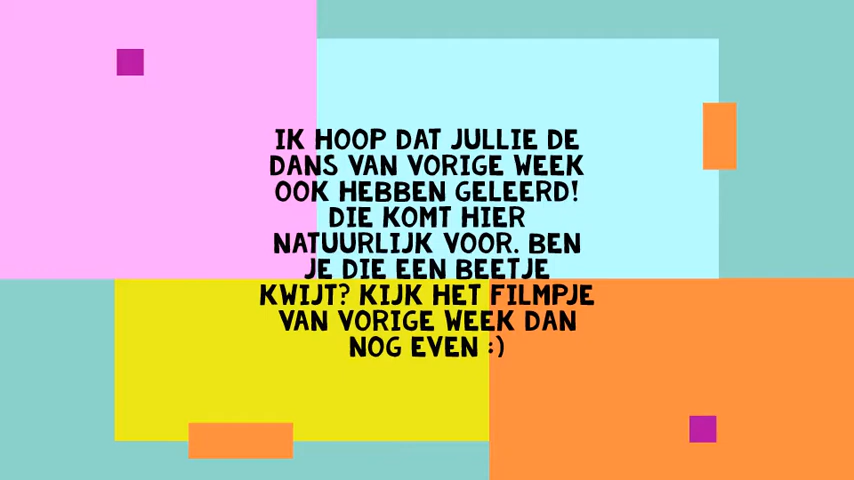 IK HOOP DAT JULLIE DE
DANS VAN VORIGE WEEK
OOK HEBBEN GELEERD!
DIE KOMT HIER
NATUURLIJK VOOR. BEN
JE DIE EEN BEETJE
KWIJT? KIJK HET FILMPJE
VAN VORIGE WEEK DAN
NOG EVEN :)